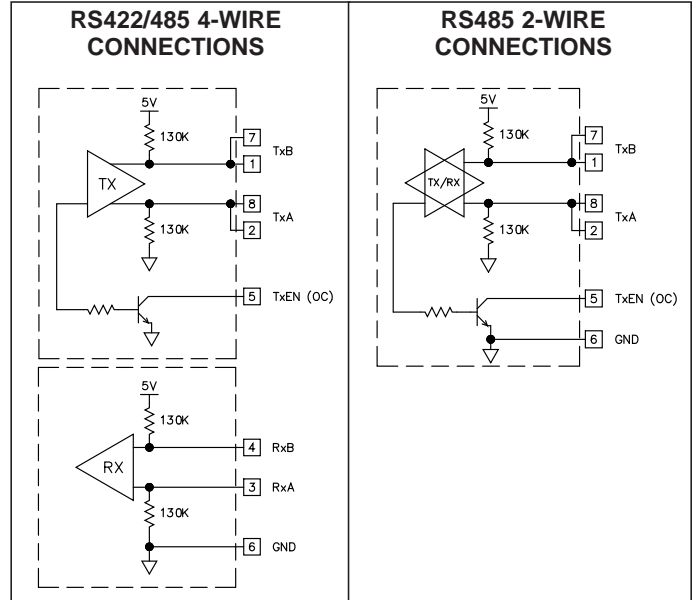 RS422/485 4-WIRE
CONNECTIONS
5V
130K
7
TxB
1
TX
8
TxA
130K
2
5 TxEN (OC)
5V
130K
4 RxB
RX
3 RxA
130K
6 GND
RS485 2-WIRE
CONNECTIONS
5V
130K
7
TxB
1
TX/RX
8
TxA
130K
2
5 TxEN (OC)
6 GND